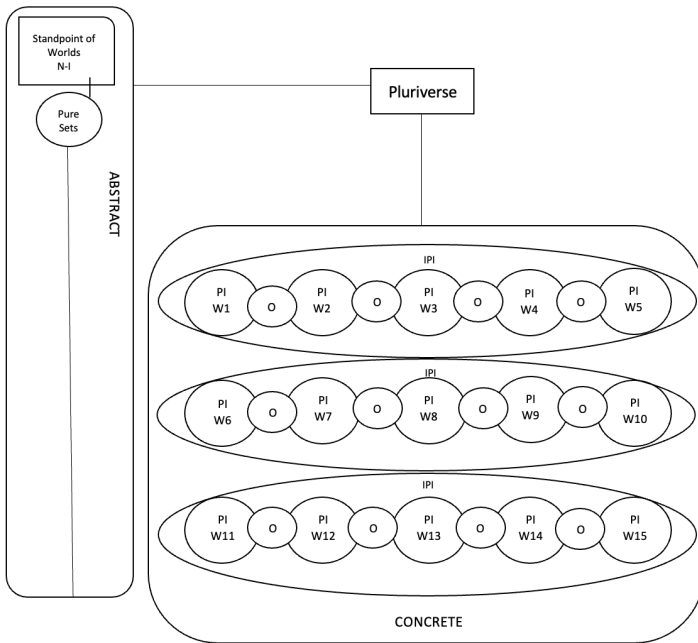 Standpoint of
Worlds
N-I
Pure
Sets
ABSTRACT
Pluriverse
IPI
PI
W1
O
PI
W2
O
PI
W3
O
PI
W4
O
PI
W5
IPI
PI
W6
O
PI
W7
O
PI
W8
O
PI
W9
O
PI
W10
IPI
PI
W11
O
PI
W12
O
PI
W13
O
PI
W14
O
PI
W15
CONCRETE